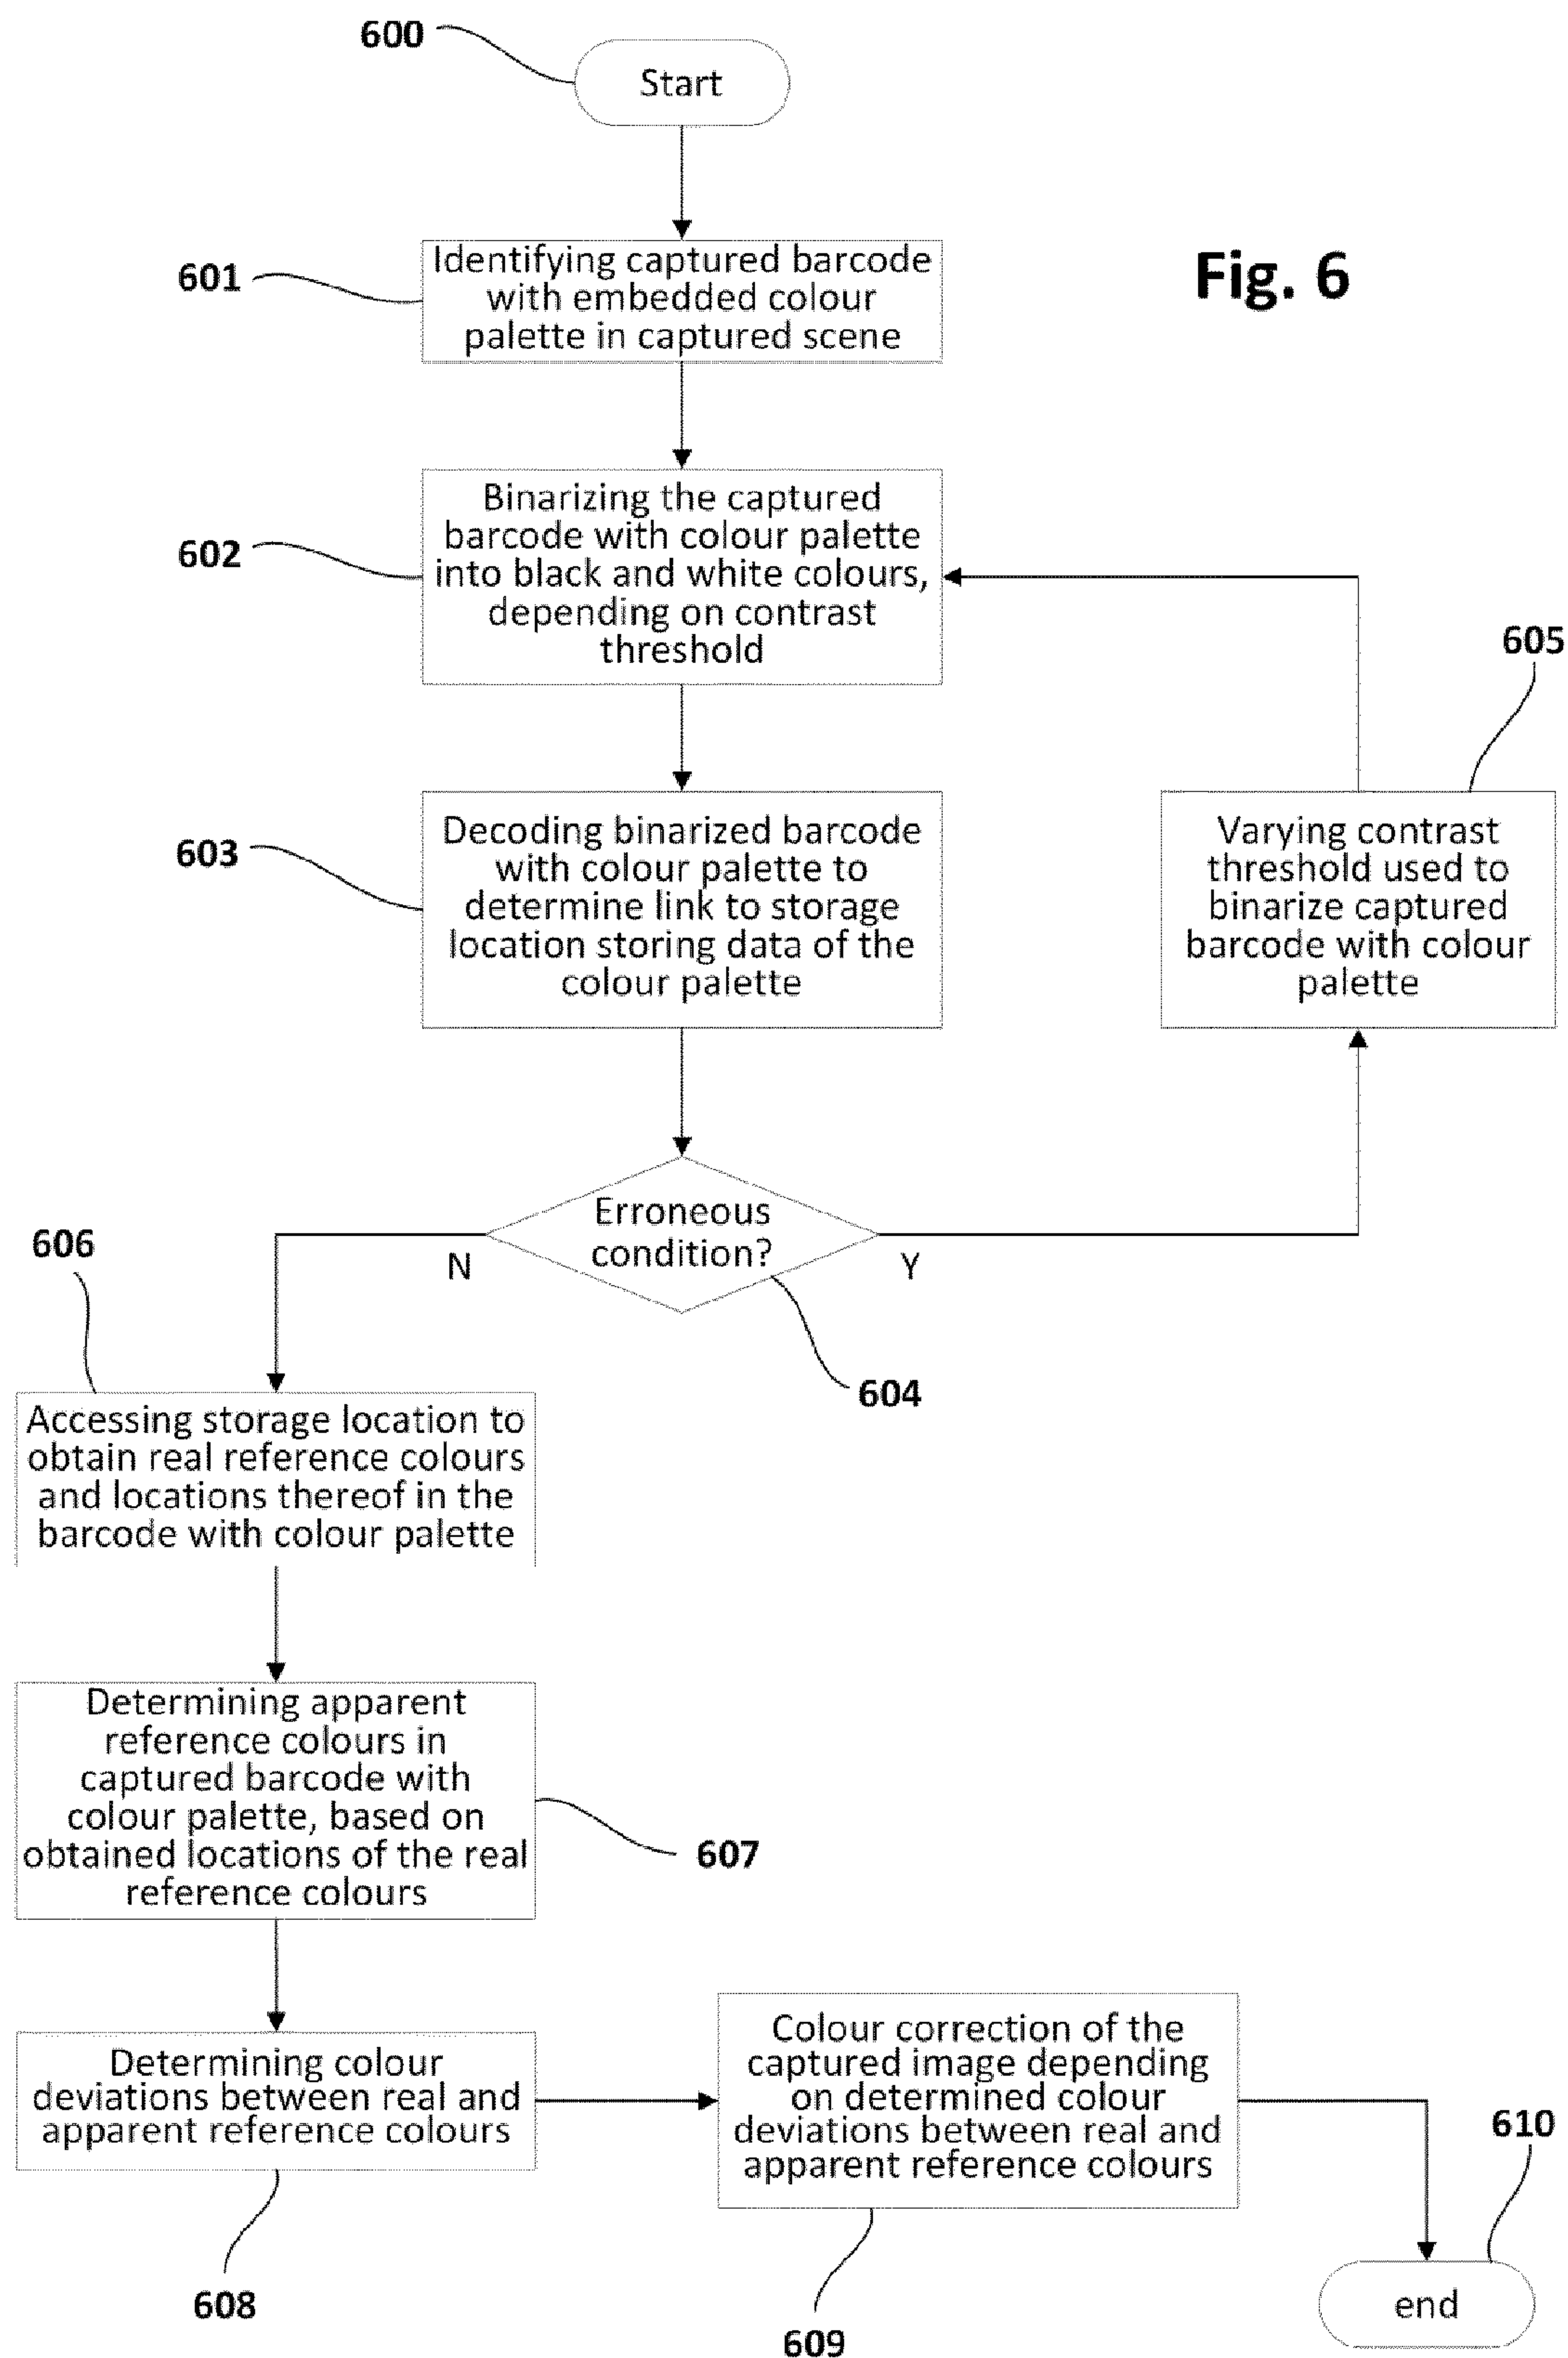 600
Start
601
Identifying captured barcode
with embedded colour
palette in captured scene
Fig. 6
602
Binarizing the captured
barcode with colour palette
into black and white colours,
depending on contrast
threshold
605
603
Decoding binarized barcode
with colour palette to
determine link to storage
location storing data of the
colour palette
Varying contrast
threshold used to
binarize captured
barcode with colour
palette
606
Erroneous
condition?
N
Y
604
Accessing storage location to
obtain real reference colours
and locations thereof in the
barcode with colour palette
Determining apparent
reference colours in
captured barcode with
colour palette, based on
obtained locations of the real
reference colours
607
Determining colour
deviations between real and
apparent reference colours
608
Colour correction of the
captured image depending
on determined colour
deviations between real and
apparent reference colours
609
610
end